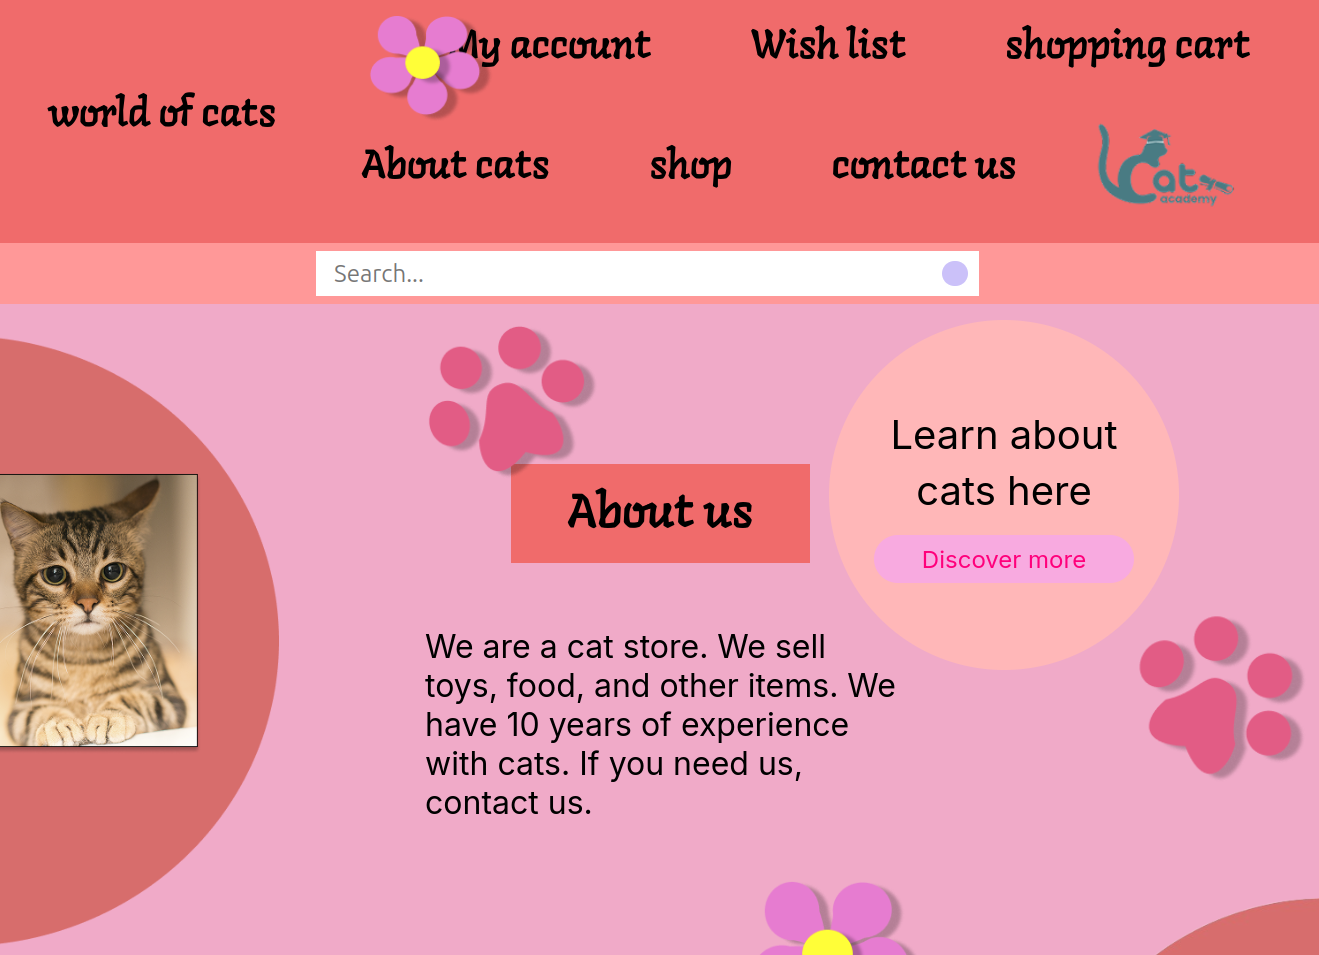 My account
Wish list
shopping cart
world of cats
About cats
shop
contact us
Cat
academy
Search...
Learn about
cats here
Discover more
About us
We are a cat store. We sell
toys, food, and other items. We
have 10 years of experience
with cats. If you need us,
contact us.